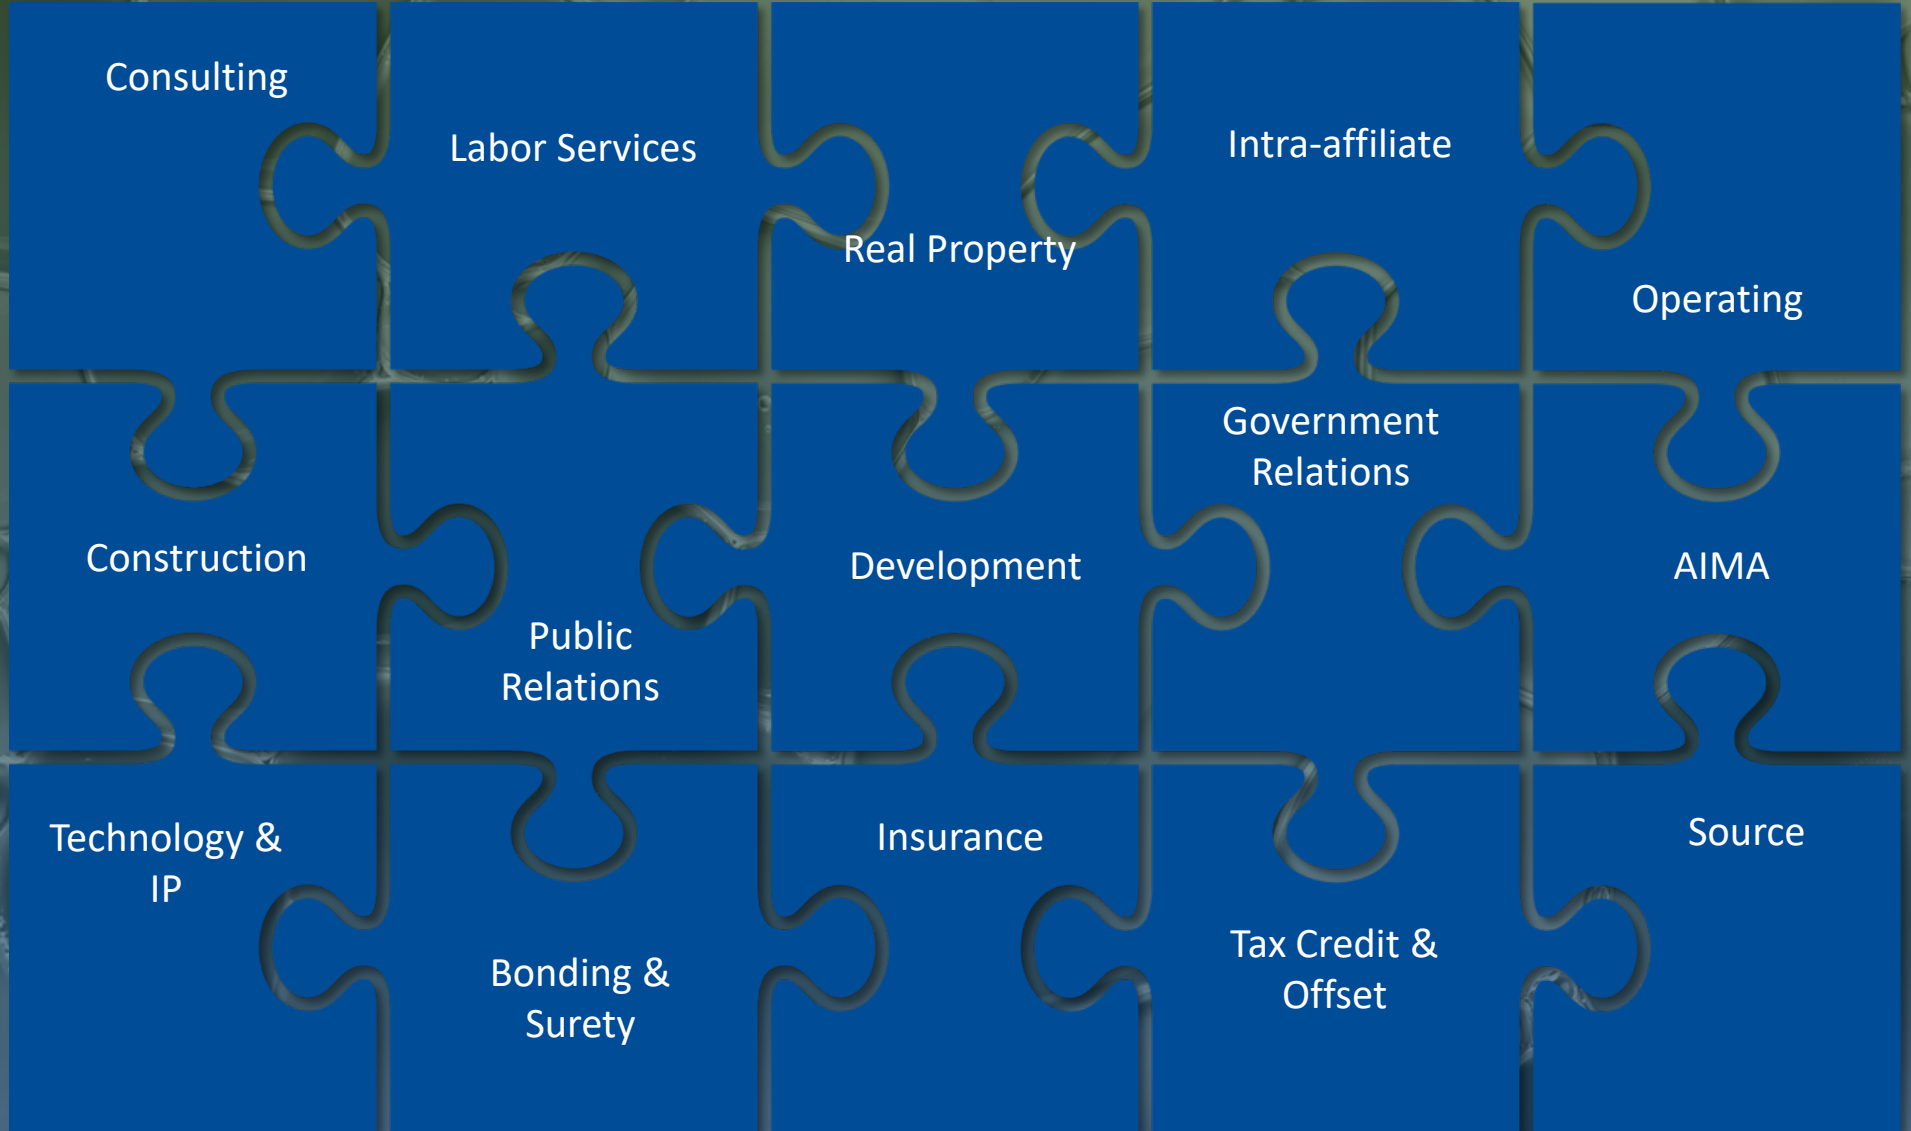 Consulting
Labor Services
Real Property
Intra-affiliate
Operating
Construction
Public
Relations
Development
Government
Relations
AIMA
Technology &
IP
Bonding &
Surety
Insurance
Tax Credit &
Offset
Source